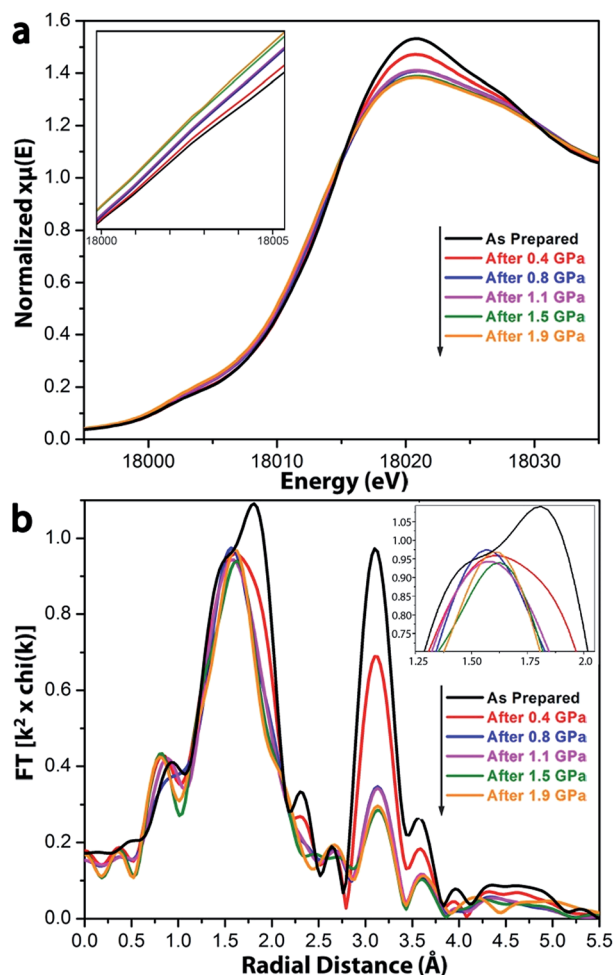 a
1.6
1.4
1.2
1.0
0.8
0.6
0.4
0.2
0.0
Normalized xμ(E)
18000 18005
As Prepared
After 0.4 GPa
After 0.8 GPa
After 1.1 GPa
After 1.5 GPa
After 1.9 GPa
18000 18010 18020 18030
Energy (eV)
b
1.0
0.8
0.6
0.4
0.2
0.0
FT [k² x chi(k)]
1.05
1.00
0.95
0.90
0.85
0.80
0.75
1.25 1.50 1.75 2.0
As Prepared
After 0.4 GPa
After 0.8 GPa
After 1.1 GPa
After 1.5 GPa
After 1.9 GPa
0.0 0.5 1.0 1.5 2.0 2.5 3.0 3.5 4.0 4.5 5.0 5.5
Radial Distance (Å)